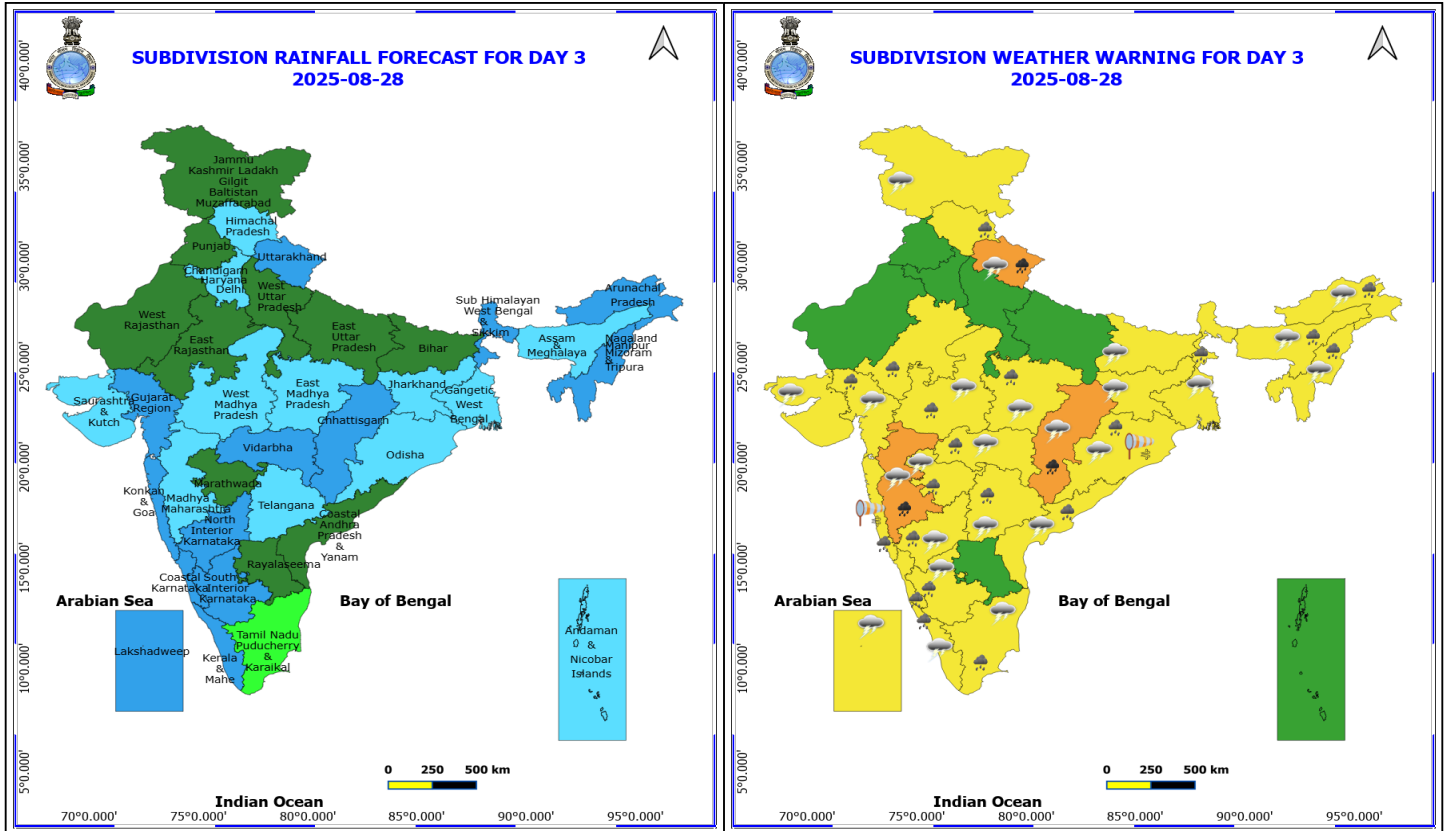 SUBDIVISION RAINFALL FORECAST FOR DAY 3
2025-08-28
40°0.000'
35°0.000'
30°0.000'
25°0.000'
20°0.000'
15°0.000'
10°0.000'
5°0.000'
Jammu
Kashmir Ladakh
Gilgit
Baltistan
Muzaffarabad
Himachal
Pradesh
Punjab
Uttarakhand
Chandigarh
Haryana
Delhi
West
Uttar
Pradesh
West
Rajasthan
East
Rajasthan
East
Uttar
Pradesh
Bihar
Sub Himalayan
West Bengal
&
Sikkim
Arunachal
Pradesh
Assam
&
Meghalaya
Nagaland
Manipur
Mizoram
&
Tripura
Saurashtra
&
Kutch
Gujarat
Region
West
Madhya
Pradesh
East
Madhya
Pradesh
Jharkhand
Gangetic
West
Bengal
Chhattisgarh
Vidarbha
Odisha
Konkan
&
Goa
Madhya
Maharashtra
Marathwada
Telangana
North
Interior
Karnataka
Coastal
Andhra
Pradesh
&
Yanam
Rayalaseema
Coastal
Karnataka
South
Interior
Karnataka
Arabian Sea
Bay of Bengal
Tamil Nadu
Puducherry
&
Karaikal
Lakshadweep
Kerala
&
Mahe
Andaman
&
Nicobar
Islands
0 250 500 km
Indian Ocean
70°0.000' 75°0.000' 80°0.000' 85°0.000' 90°0.000' 95°0.000'
SUBDIVISION WEATHER WARNING FOR DAY 3
2025-08-28
40°0.000'
35°0.000'
30°0.000'
25°0.000'
20°0.000'
15°0.000'
10°0.000'
5°0.000'
Arabian Sea
Bay of Bengal
0 250 500 km
Indian Ocean
70°0.000' 75°0.000' 80°0.000' 85°0.000' 90°0.000' 95°0.000'